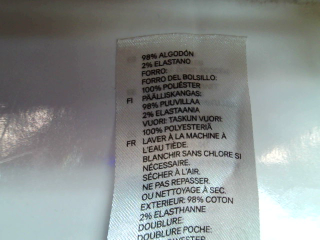 98% ALGODÓN
2% ELASTANO
FORRO:
FORRO DEL BOLSILLO:
100% POLIÉSTER
FI PÄÄLLISKANGAS:
98% PUUVILLAA
2% ELASTAANIA
VUORI: TASKUN VUORI:
100% POLYESTERIÄ
FR LAVER À LA MACHINE À
L'EAU TIÈDE.
BLANCHIR SANS CHLORE SI
NÉCESSAIRE.
SÉCHER À L'AIR.
NE PAS REPASSER.
OU NETTOYAGE À SEC.
EXTERIEUR: 98% COTON
2% ELASTHANNE
DOUBLURE:
DOUBLURE POCHE: